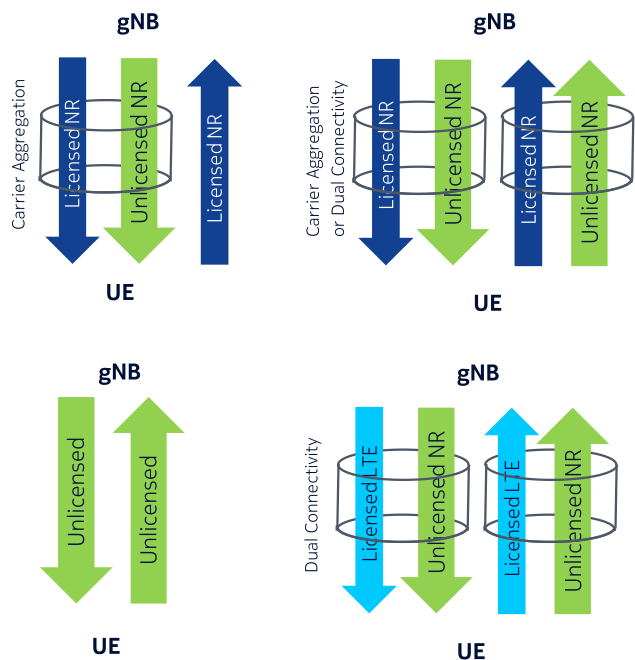 gNB
Carrier Aggregation
Licensed NR
Unlicensed NR
Licensed NR
UE
gNB
Carrier Aggregation
or Dual Connectivity
Licensed NR
Unlicensed NR
Licensed NR
Unlicensed NR
UE
gNB
Unlicensed
Unlicensed
UE
gNB
Dual Connectivity
Licensed LTE
Unlicensed NR
Licensed LTE
Unlicensed NR
UE